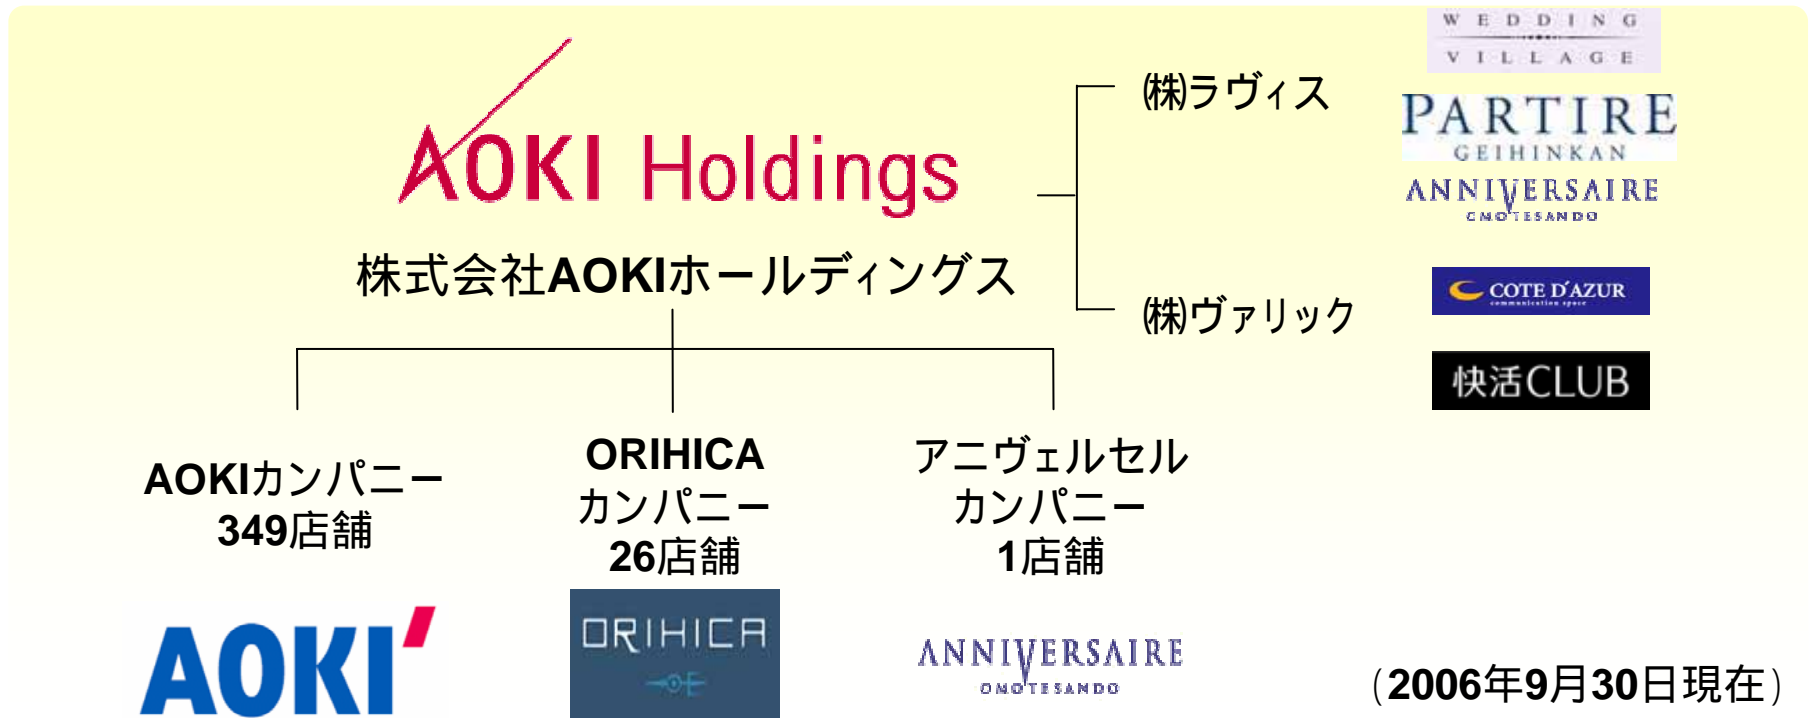 AOKI Holdings
株式会社AOKIホールディングス
㈱ラヴィス
WEDDING
VILLAGE
PARTIRE
GEIHINKAN
ANNIVERSAIRE
OMOTESANDO
㈱ヴァリック
COTE D'AZUR
communication space
快活CLUB
AOKIカンパニー
349店舗
AOKI
ORIHICA
カンパニー
26店舗
ORIHICA
アニヴェルセル
カンパニー
1店舗
ANNIVERSAIRE
OMOTESANDO
(2006年9月30日現在)